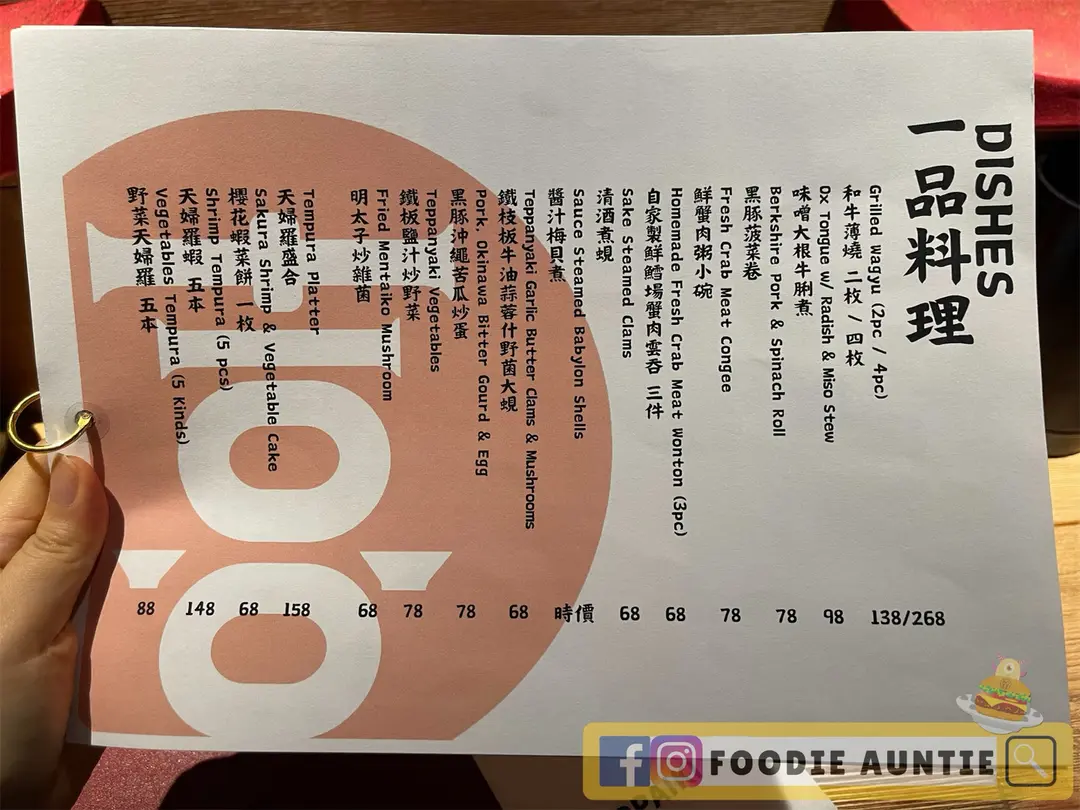 DISHES
一品料理
Grilled Wagyu (2pc / 4pc)
和牛薄燒 二枚 / 四枚
138/268
Ox Tongue w/ Radish & Miso Stew
味噌大根牛脷煮
98
Berkshire Pork & Spinach Roll
黑豚菠菜卷
78
Fresh Crab Meat Congee
鮮蟹肉粥小碗
78
Homemade Fresh Crab Meat Wonton (3pc)
自家製鮮鱈場蟹肉雲吞 三件
68
Sake Steamed Clams
清酒煮蜆
68
Sauce Steamed Babylon Shells
醬汁梅貝煮
時價
Teppanyaki Garlic Butter Clams & Mushrooms
鐵枝板牛油蒜蓉什野菌大蜆
68
Pork, Okinawa Bitter Gourd & Egg
黑豚沖繩苦瓜炒蛋
78
Teppanyaki Vegetables
鐵板鹽汁炒野菜
78
Fried Mentaiko Mushroom
明太子炒雜菌
68
Tempura Platter
天婦羅盛合
158
Sakura Shrimp & Vegetable Cake
櫻花蝦菜餅 一枚
68
Shrimp Tempura (5 pcs)
天婦羅蝦 五本
148
Vegetables Tempura (5 Kinds)
野菜天婦羅 五本
88
FOODIE AUNTIE